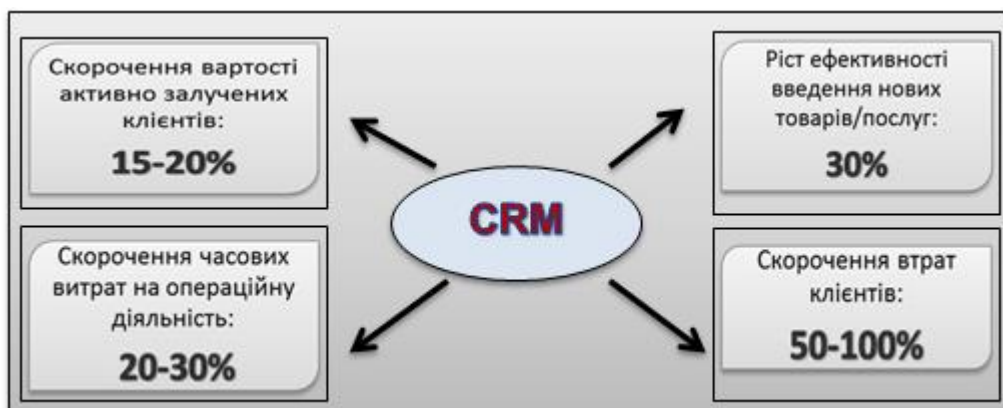 Скорочення вартості
активно залучених
клієнтів:
15-20%
Ріст ефективності
введення нових
товарів/послуг:
30%
CRM
Скорочення часових
витрат на операційну
діяльність:
20-30%
Скорочення втрат
клієнтів:
50-100%